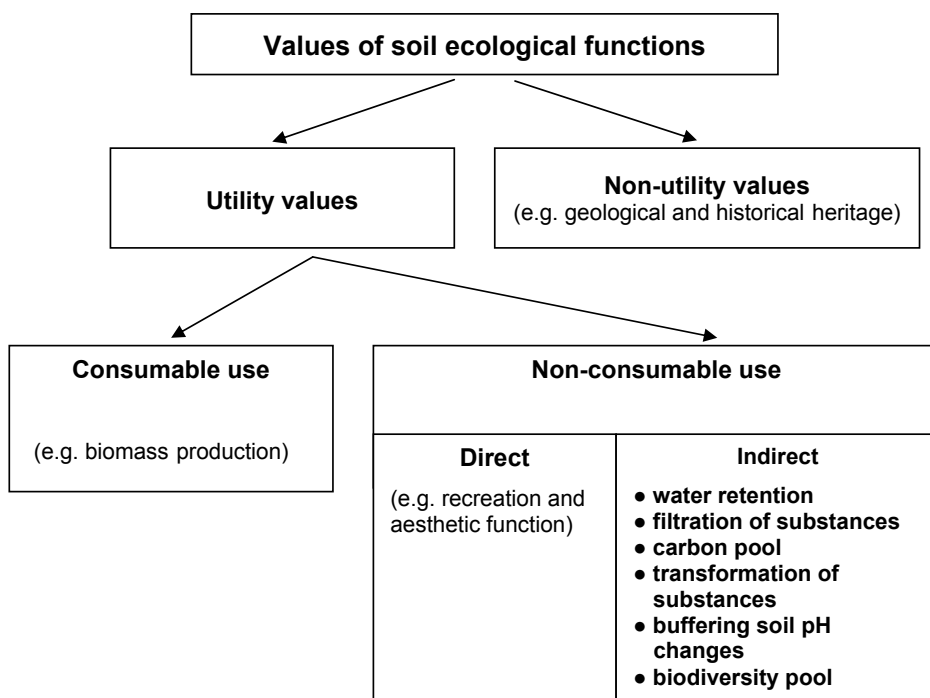 Values of soil ecological functions
Utility values
Non-utility values
(e.g. geological and historical heritage)
Consumable use
(e.g. biomass production)
Non-consumable use
Direct
(e.g. recreation and
aesthetic function)
Indirect
● water retention
● filtration of substances
● carbon pool
● transformation of
substances
● buffering soil pH
changes
● biodiversity pool